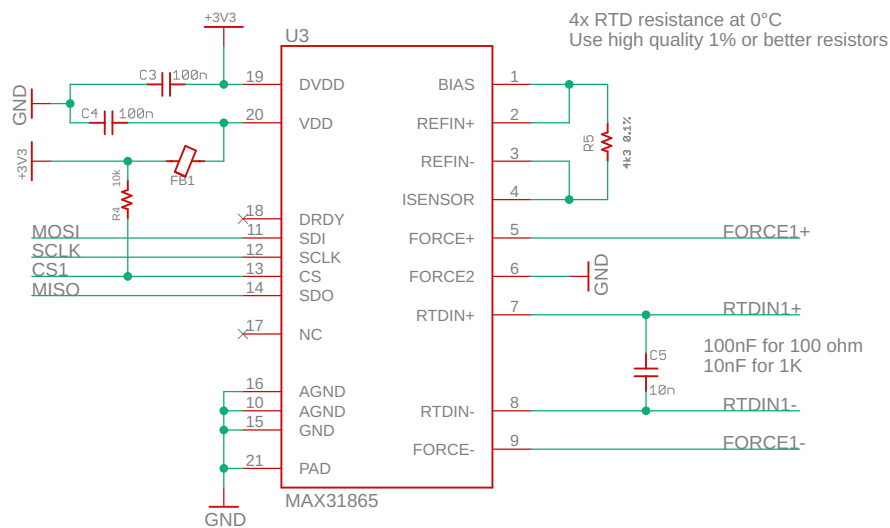 +3V3
U3
4x RTD resistance at 0°C
Use high quality 1% or better resistors
C3 100n
19
DVDD
BIAS
1
GND
C4 100n
20
VDD
REFIN+
2
R5
4k3 0.1%
+3V3
FB1
REFIN-
3
10k
R4
ISENSOR
4
18
DRDY
MOSI
11
SDI
FORCE+
5
FORCE1+
SCLK
12
SCLK
CS1
13
CS
FORCE2
6
GND
MISO
14
SDO
RTDIN+
7
RTDIN1+
17
NC
C5
10n
100nF for 100 ohm
10nF for 1K
16
AGND
10
AGND
RTDIN-
8
RTDIN1-
15
GND
FORCE-
9
FORCE1-
21
PAD
MAX31865
GND